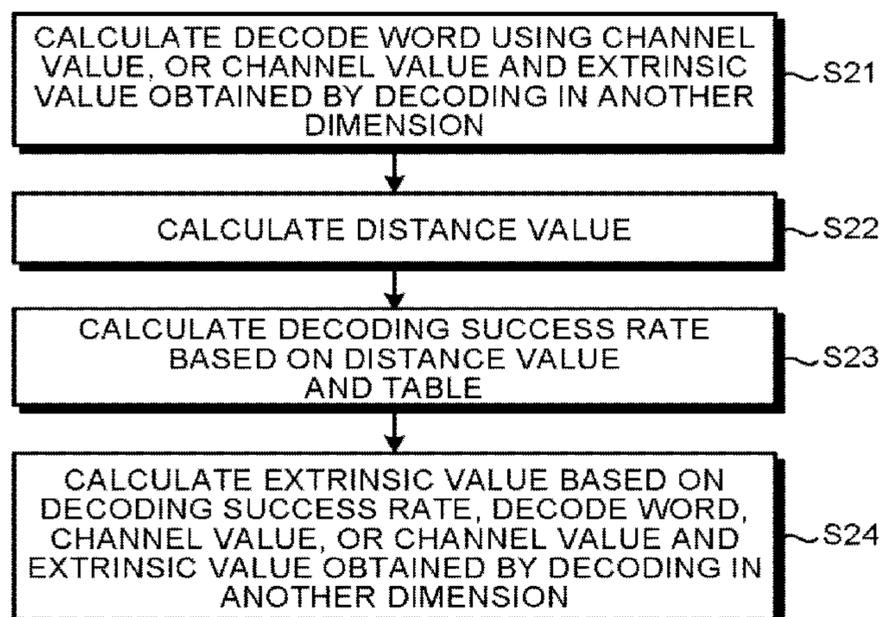 CALCULATE DECODE WORD USING CHANNEL
VALUE, OR CHANNEL VALUE AND EXTRINSIC
VALUE OBTAINED BY DECODING IN ANOTHER
DIMENSION
S21
CALCULATE DISTANCE VALUE
S22
CALCULATE DECODING SUCCESS RATE
BASED ON DISTANCE VALUE
AND TABLE
S23
CALCULATE EXTRINSIC VALUE BASED ON
DECODING SUCCESS RATE, DECODE WORD,
CHANNEL VALUE, OR CHANNEL VALUE AND
EXTRINSIC VALUE OBTAINED BY DECODING IN
ANOTHER DIMENSION
S24